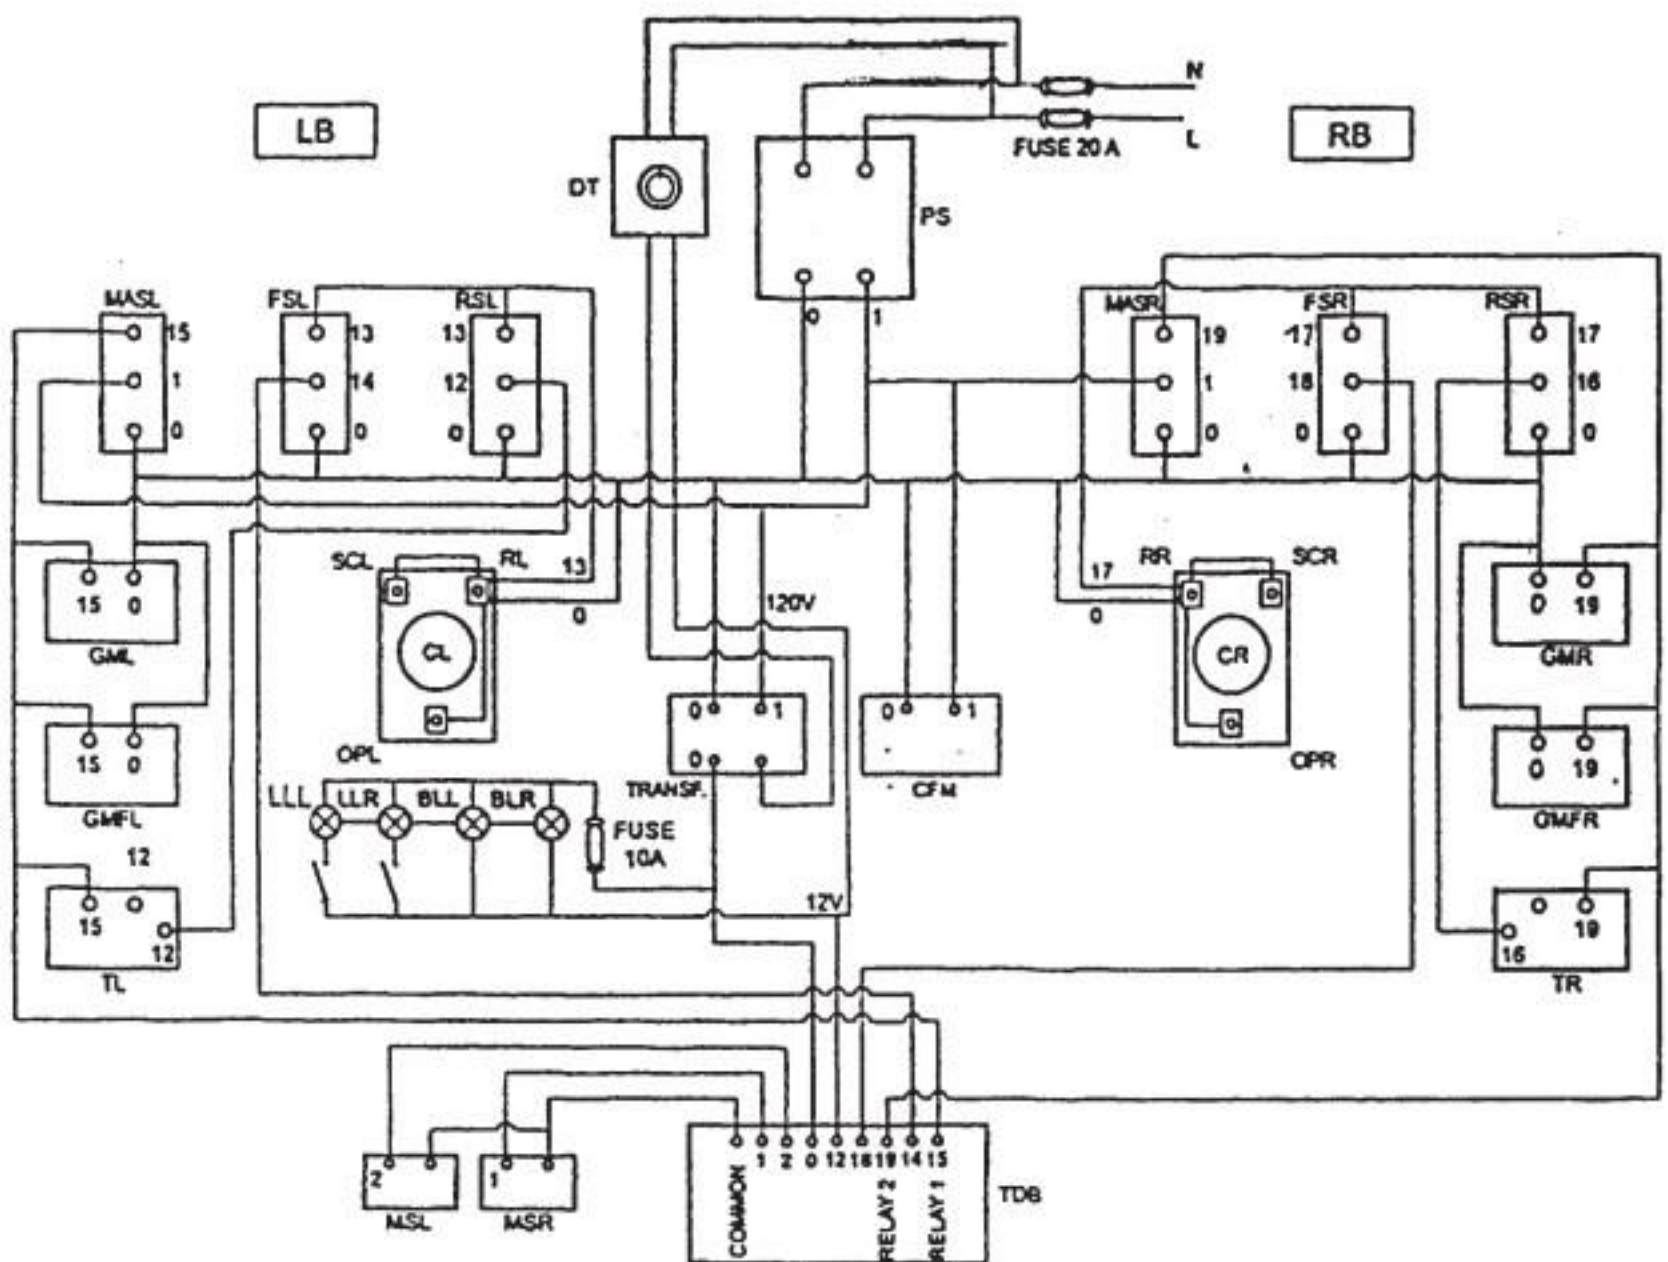 N
LB
RB
L
FUSE 20 A
DT
PS
MASL
FSL
RSL
0
1
MASR
FSR
RSR
15
13
13
19
17
17
1
14
12
1
18
16
0
0
0
0
0
0
SCL
RL
13
0
120V
17
0
RR
SCR
15 0
GML
CL
CR
0 19
GMR
0 1
0 1
OPL
0
TRANSF.
CFM
OPR
15 0
GMFL
0 19
GMFR
LLL LLR BLL BLR
FUSE
10A
12
15
12
TL
12V
19
16
TR
2
MSL
1
MSR
COMMON
1 2 0 12 18 19 14 15
RELAY 2
RELAY 1
TDB